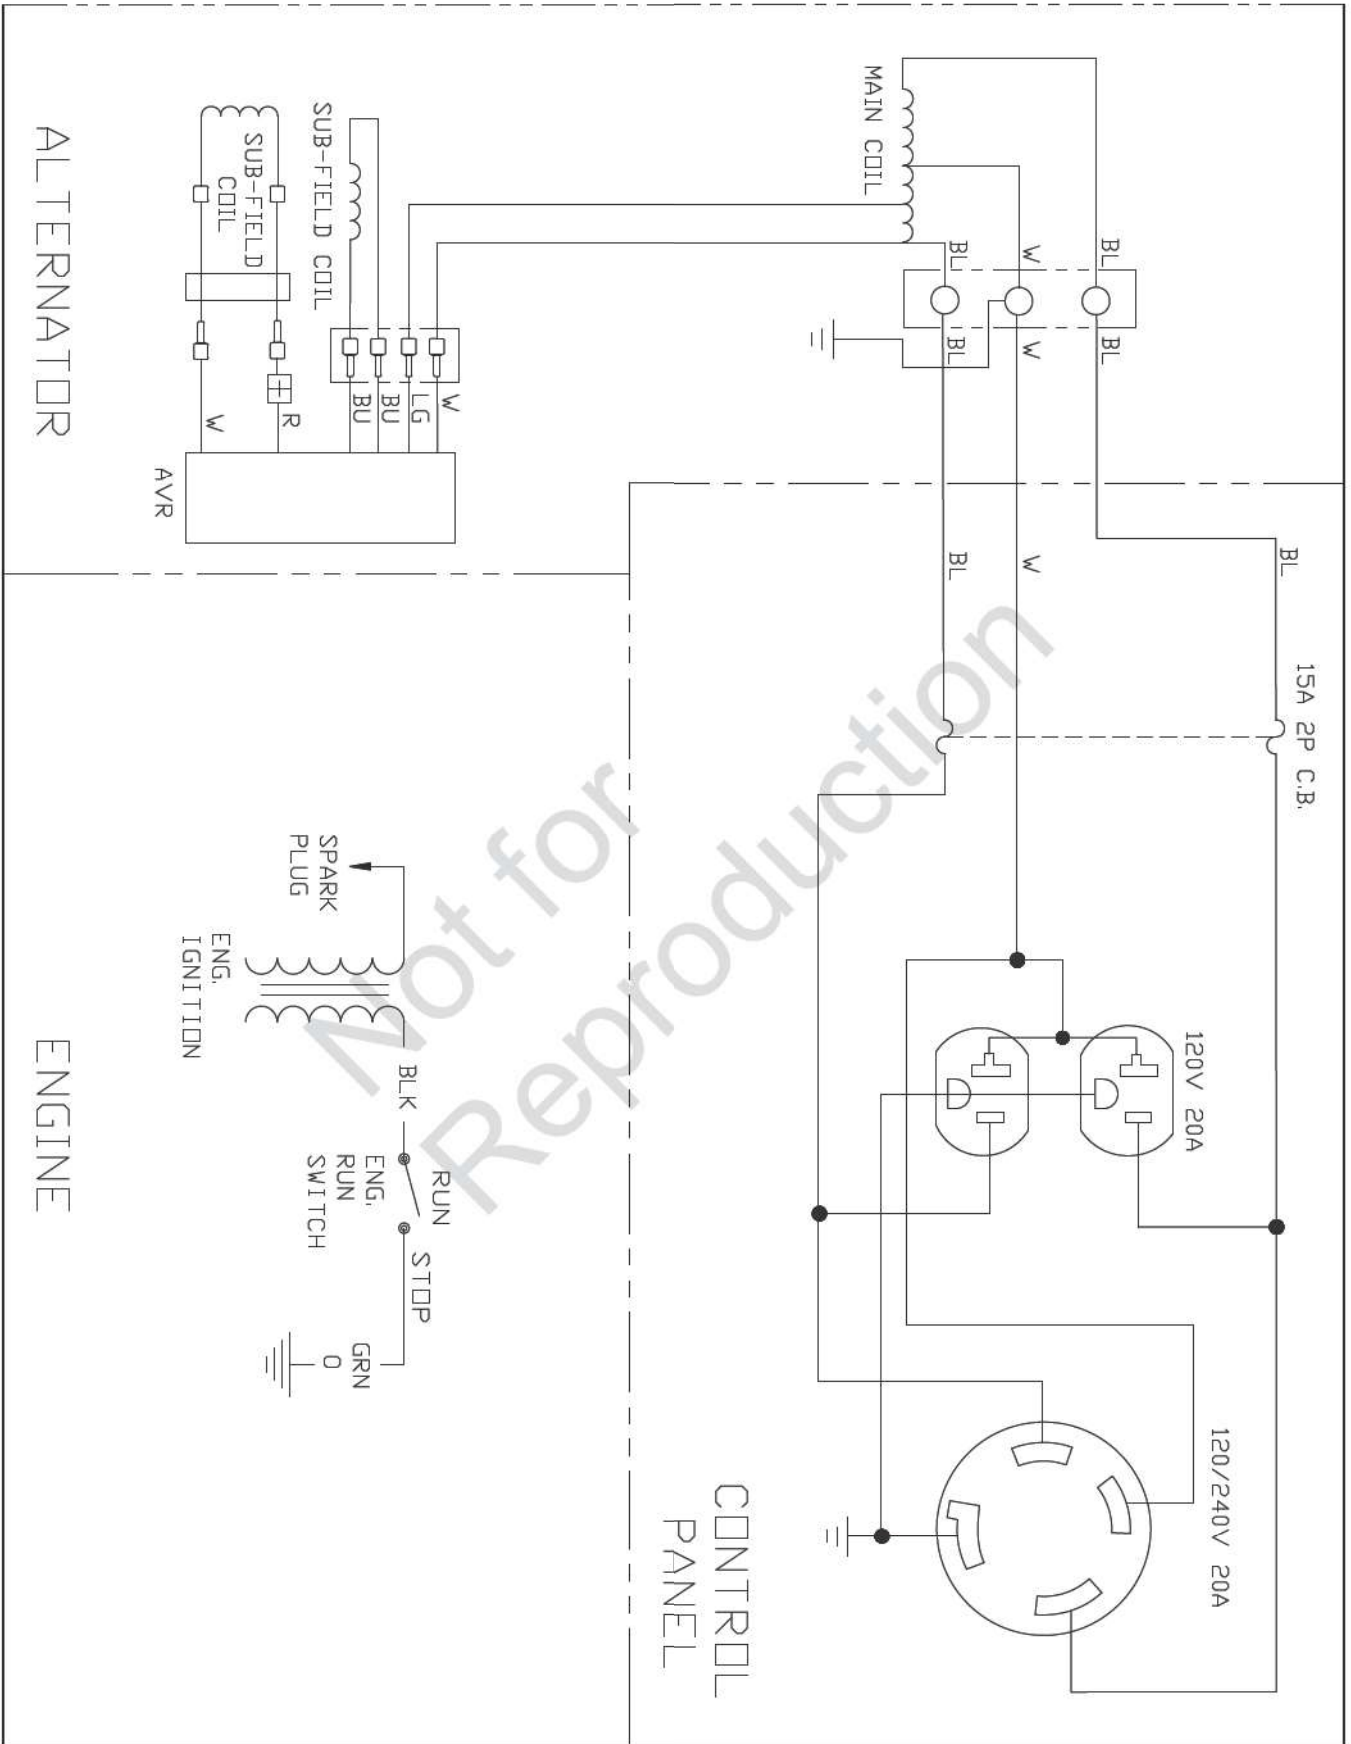 15A 2P C.B.
BL
120V 20A
120/240V 20A
BL
BL
W
W
W
BL
BL
BL
MAIN COIL
CONTROL
PANEL
W
LG
BU
BU
SUB-FIELD COIL
R
W
SUB-FIELD
COIL
AVR
ALTERNATOR
RUN
STOP
BLK
ENG.
RUN
SWITCH
GRN
O
SPARK
PLUG
ENG.
IGNITION
ENGINE
Not for
Reproduction